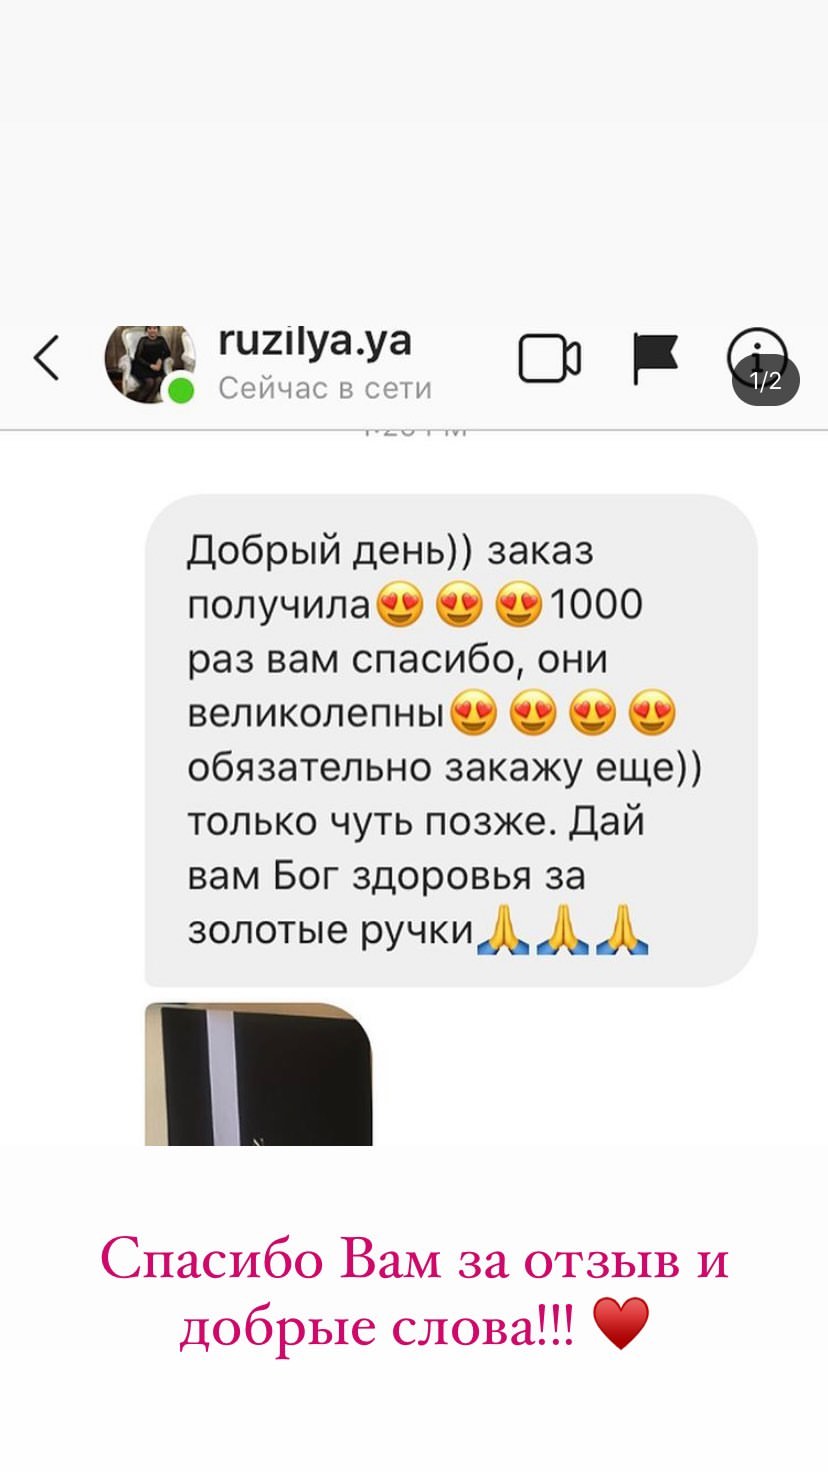 ruzilya.ya
Сейчас в сети
1/2
Добрый день)) заказ
получила😍😍😍1000
раз вам спасибо, они
великолепны😍😍😍😍
обязательно закажу еще))
только чуть позже. Дай
вам Бог здоровья за
золотые ручки🙏🙏🙏
Спасибо Вам за отзыв и
добрые слова!!! ♥️